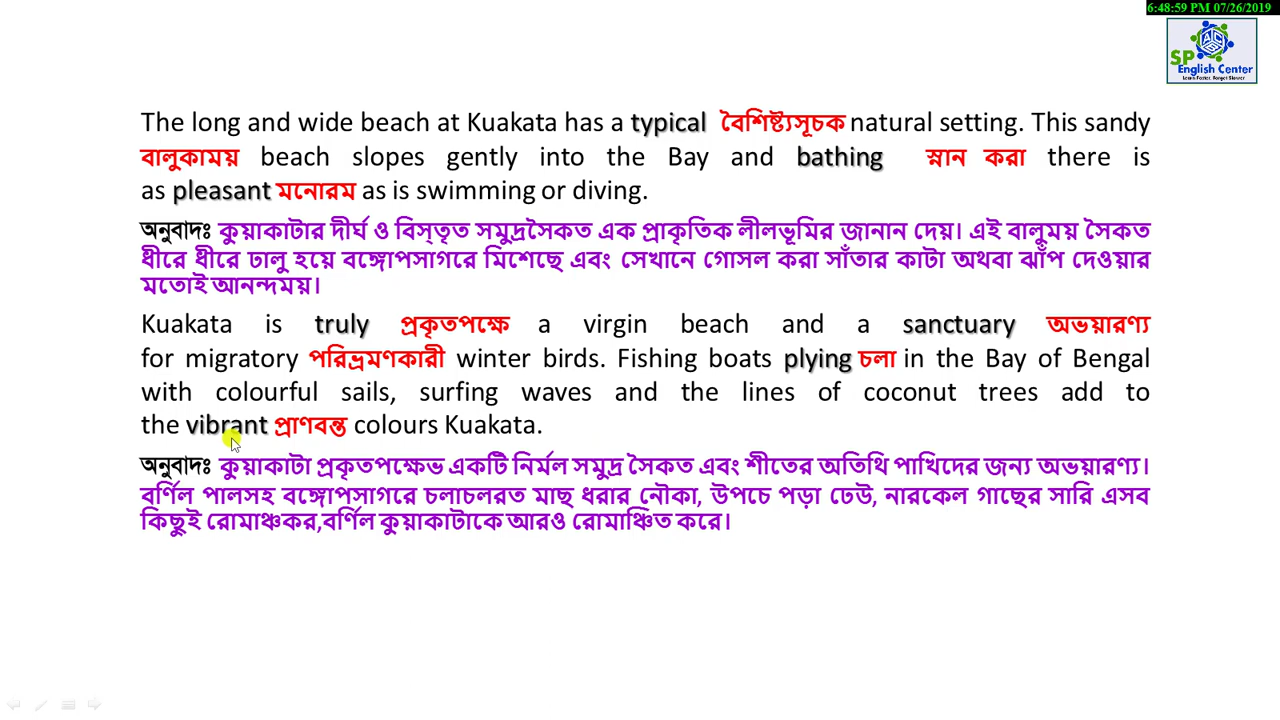 6:48:59 PM 07/26/2019
SP
English Center
Learn Faster, Forget Slower
The long and wide beach at Kuakata has a typical বৈশিষ্ট্যসূচক natural setting. This sandy
বালুকাময় beach slopes gently into the Bay and bathing স্নান করা there is
as pleasant মনোরম as is swimming or diving.
অনুবাদঃ কুয়াকাটার দীর্ঘ ও বিস্তৃত সমুদ্রসৈকত এক প্রাকৃতিক লীলভূমির জানান দেয়। এই বালুময় সৈকত
ধীরে ধীরে ঢালু হয়ে বঙ্গোপসাগরে মিশেছে এবং সেখানে গোসল করা সাঁতার কাটা অথবা ঝাঁপ দেওয়ার
মতোই আনন্দময়।
Kuakata is truly প্রকৃতপক্ষে a virgin beach and a sanctuary অভয়ারণ্য
for migratory পরিভ্রমণকারী winter birds. Fishing boats plying চলা in the Bay of Bengal
with colourful sails, surfing waves and the lines of coconut trees add to
the vibrant প্রাণবন্ত colours Kuakata.
অনুবাদঃ কুয়াকাটা প্রকৃতপক্ষেভ একটি নির্মল সমুদ্র সৈকত এবং শীতের অতিথি পাখিদের জন্য অভয়ারণ্য।
বর্ণিল পালসহ বঙ্গোপসাগরে চলাচলরত মাছ ধরার নৌকা, উপচে পড়া ঢেউ, নারকেল গাছের সারি এসব
কিছুই রোমাঞ্চকর,বর্ণিল কুয়াকাটাকে আরও রোমাঞ্চিত করে।